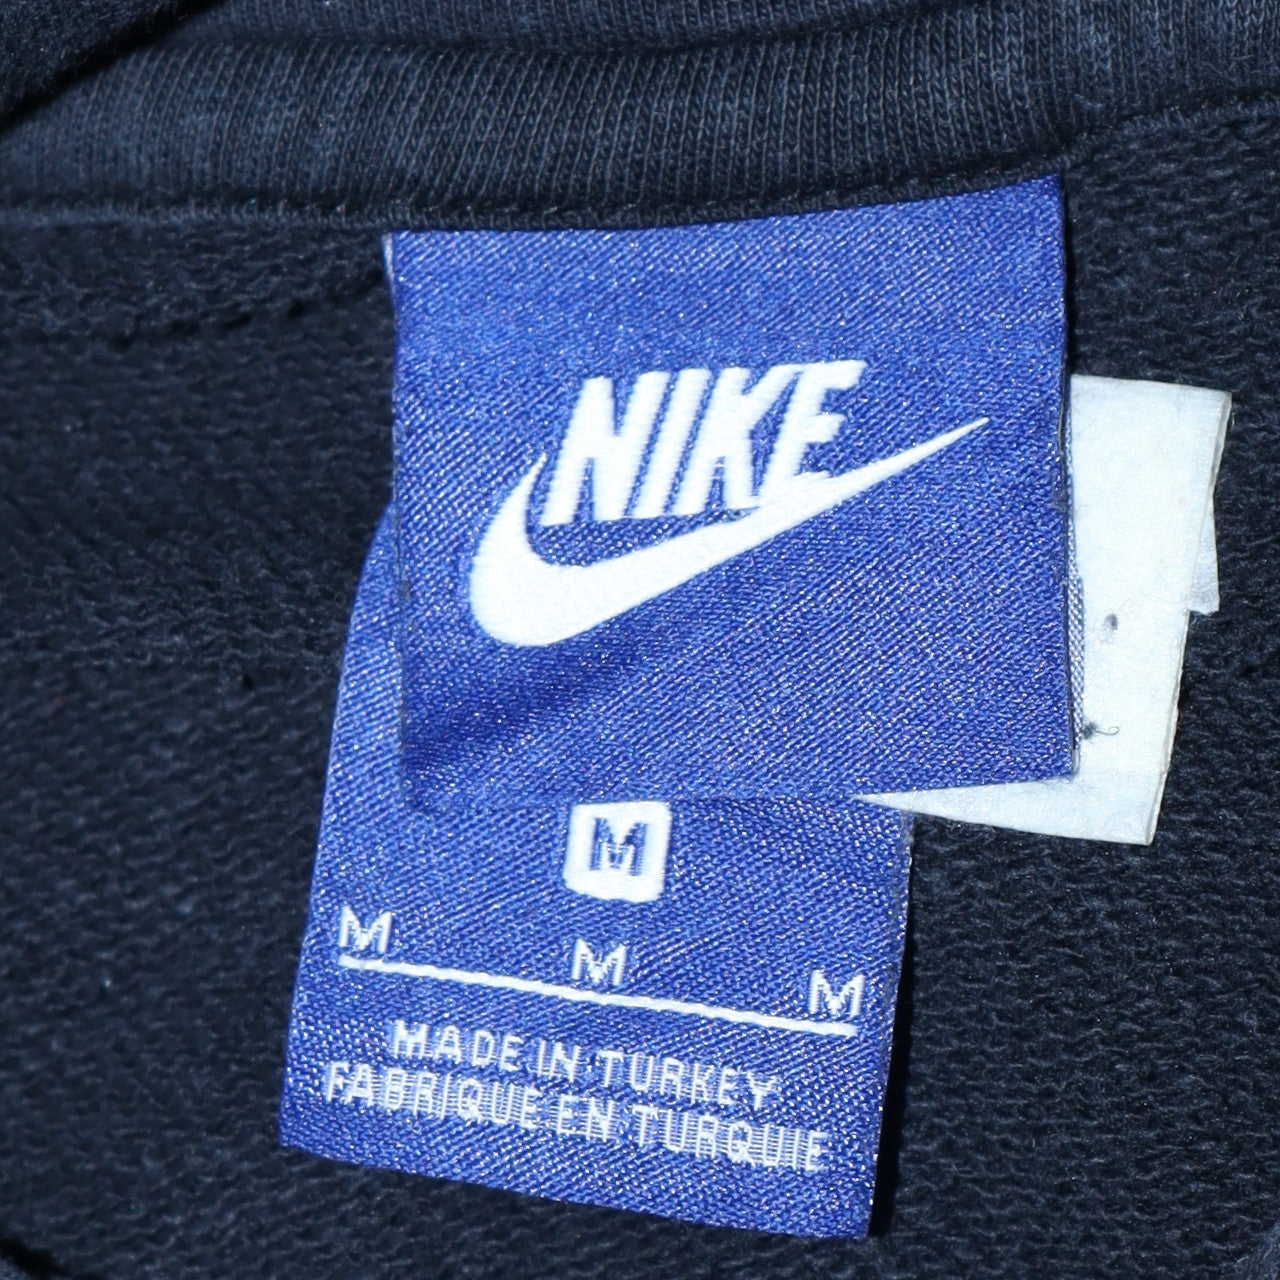 NIKE
M
M M M
MADE IN TURKEY
FABRIQUE EN TURQUIE